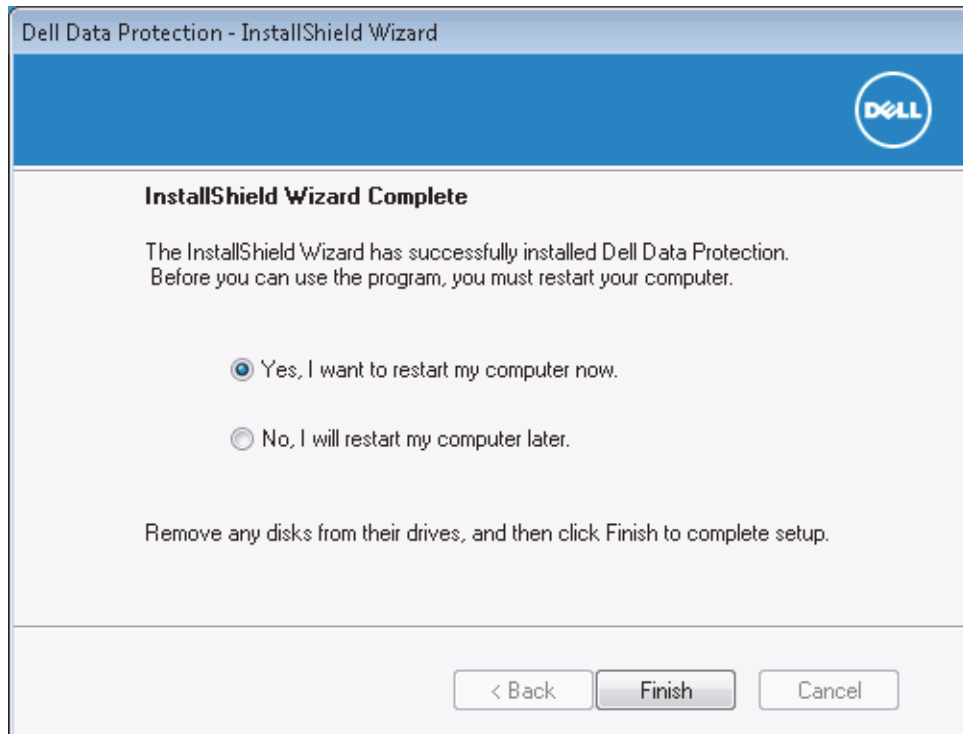 Dell Data Protection - InstallShield Wizard
DELL
InstallShield Wizard Complete
The InstallShield Wizard has successfully installed Dell Data Protection.
Before you can use the program, you must restart your computer.
Yes, I want to restart my computer now.
No, I will restart my computer later.
Remove any disks from their drives, and then click Finish to complete setup.
< Back
Finish
Cancel